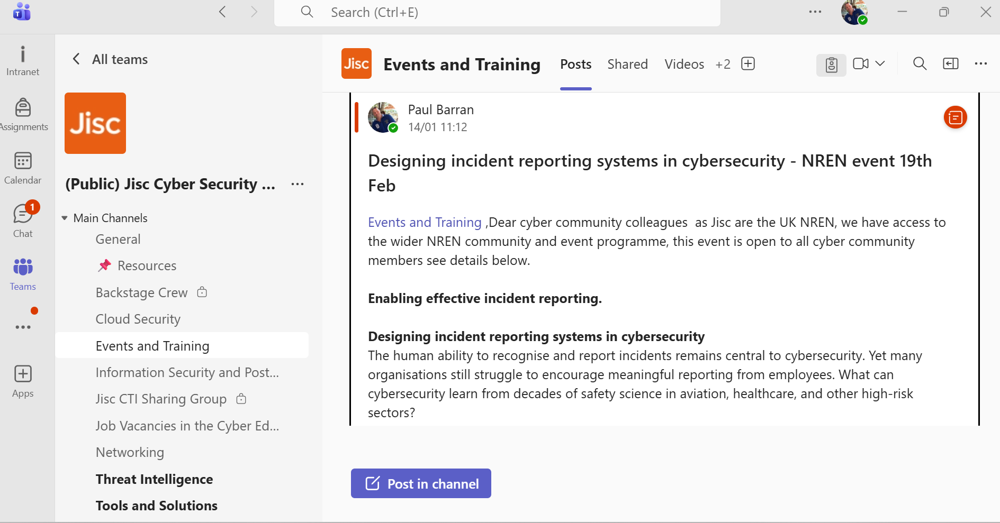 Search (Ctrl+E)
Intranet
Assignments
Calendar
1
Chat
Teams
Apps
All teams
Jisc
(Public) Jisc Cyber Security ...
Main Channels
General
Resources
Backstage Crew
Cloud Security
Events and Training
Information Security and Post...
Jisc CTI Sharing Group
Job Vacancies in the Cyber Ed...
Networking
Threat Intelligence
Tools and Solutions
Jisc Events and Training Posts Shared Videos +2
Paul Barran
14/01 11:12
Designing incident reporting systems in cybersecurity - NREN event 19th
Feb
Events and Training ,Dear cyber community colleagues  as Jisc are the UK NREN, we have access to
the wider NREN community and event programme, this event is open to all cyber community
members see details below.
Enabling effective incident reporting.
Designing incident reporting systems in cybersecurity
The human ability to recognise and report incidents remains central to cybersecurity. Yet many
organisations still struggle to encourage meaningful reporting from employees. What can
cybersecurity learn from decades of safety science in aviation, healthcare, and other high-risk
sectors?
Post in channel